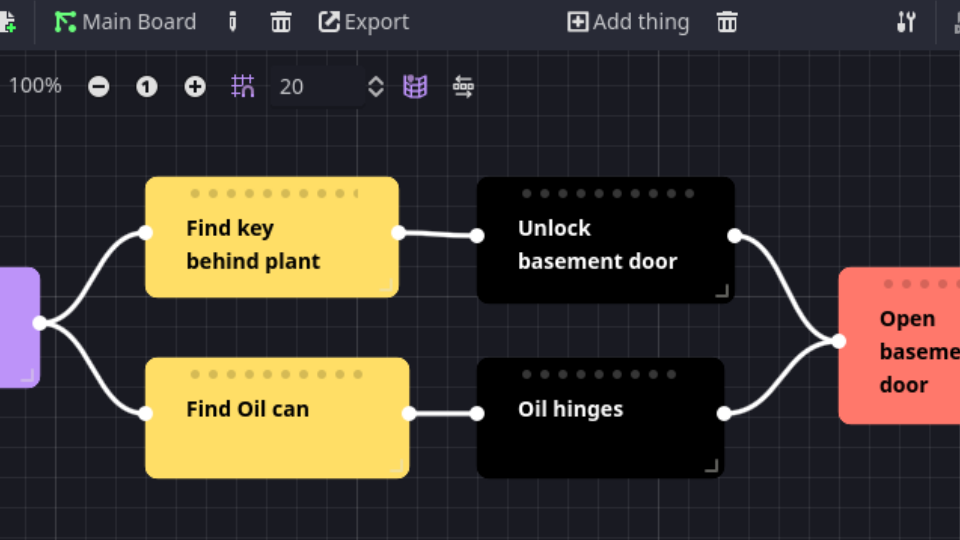 Main Board Export Add thing
100% 1 20
Find key
behind plant
Unlock
basement door
Open
baseme
door
Find Oil can
Oil hinges